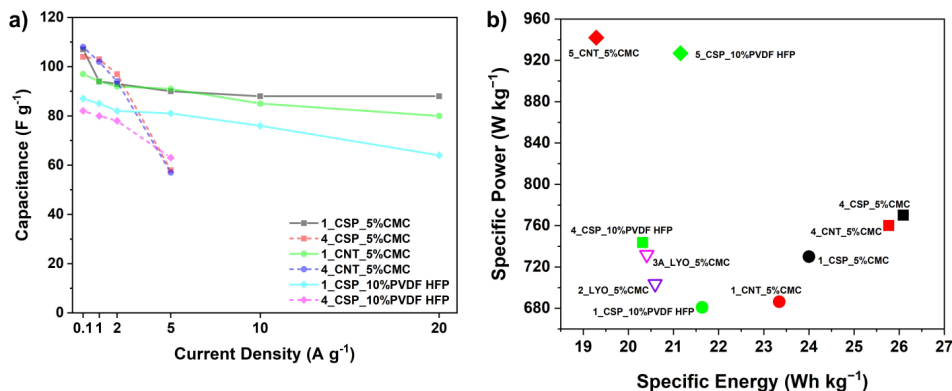 a)
Capacitance (F g⁻¹)
120
100
80
60
40
20
0
0.1 1 2 5 10 20
Current Density (A g⁻¹)
1_CSP_5%CMC
4_CSP_5%CMC
1_CNT_5%CMC
4_CNT_5%CMC
1_CSP_10%PVDF HFP
4_CSP_10%PVDF HFP
b)
Specific Power (W kg⁻¹)
960
920
880
840
800
760
720
680
19 20 21 22 23 24 25 26 27
Specific Energy (Wh kg⁻¹)
5_CNT_5%CMC
5_CSP_10%PVDF HFP
4_CSP_5%CMC
4_CNT_5%CMC
4_CSP_10%PVDF HFP
3A_LYO_5%CMC
1_CSP_5%CMC
2_LYO_5%CMC
1_CNT_5%CMC
1_CSP_10%PVDF HFP